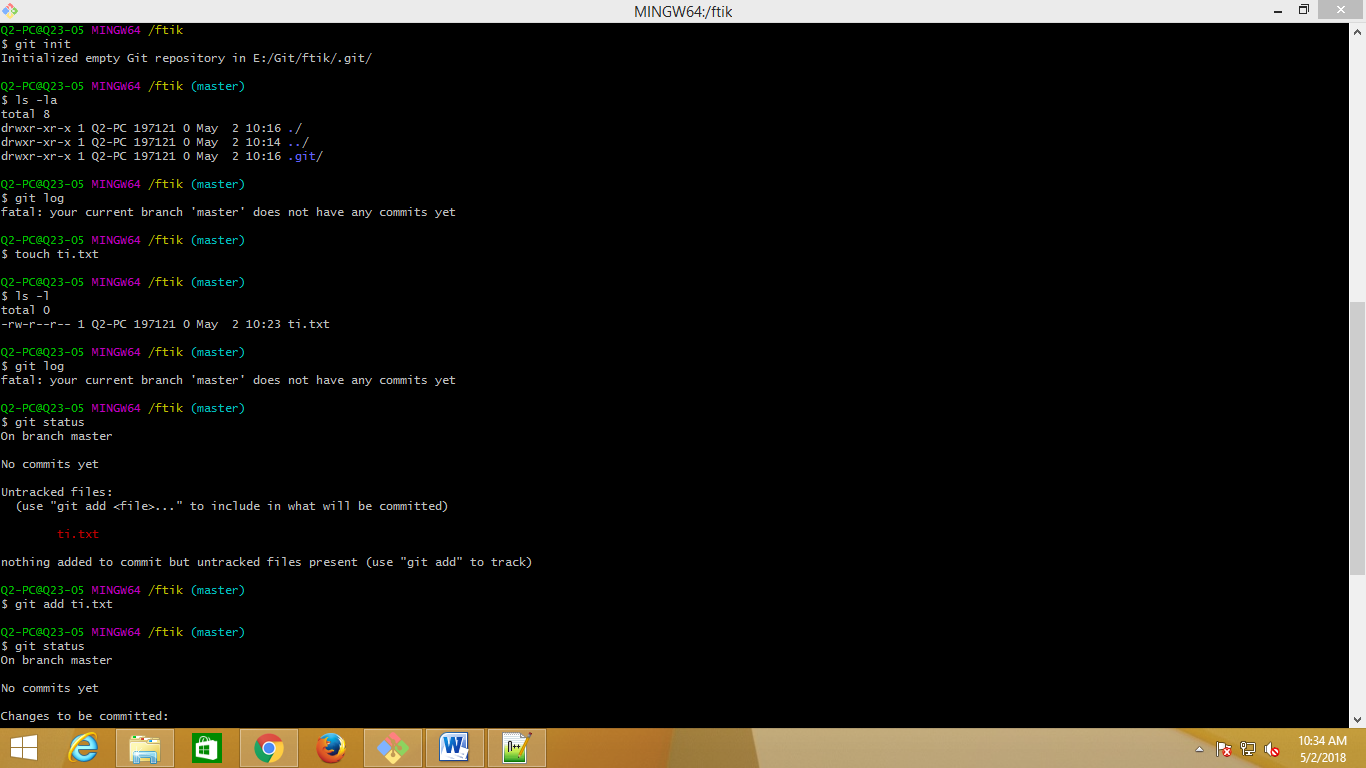 MINGW64:/ftik
Q2-PC@Q23-05 MINGW64 /ftik
$ git init
Initialized empty Git repository in E:/Git/ftik/.git/
Q2-PC@Q23-05 MINGW64 /ftik (master)
$ ls -la
total 8
drwxr-xr-x 1 Q2-PC 197121 0 May  2 10:16 ./
drwxr-xr-x 1 Q2-PC 197121 0 May  2 10:14 ../
drwxr-xr-x 1 Q2-PC 197121 0 May  2 10:16 .git/
Q2-PC@Q23-05 MINGW64 /ftik (master)
$ git log
fatal: your current branch 'master' does not have any commits yet
Q2-PC@Q23-05 MINGW64 /ftik (master)
$ touch ti.txt
Q2-PC@Q23-05 MINGW64 /ftik (master)
$ ls -l
total 0
-rw-r--r-- 1 Q2-PC 197121 0 May  2 10:23 ti.txt
Q2-PC@Q23-05 MINGW64 /ftik (master)
$ git log
fatal: your current branch 'master' does not have any commits yet
Q2-PC@Q23-05 MINGW64 /ftik (master)
$ git status
On branch master
No commits yet
Untracked files:
  (use "git add <file>..." to include in what will be committed)
        ti.txt
nothing added to commit but untracked files present (use "git add" to track)
Q2-PC@Q23-05 MINGW64 /ftik (master)
$ git add ti.txt
Q2-PC@Q23-05 MINGW64 /ftik (master)
$ git status
On branch master
No commits yet
Changes to be committed:
10:34 AM
5/2/2018